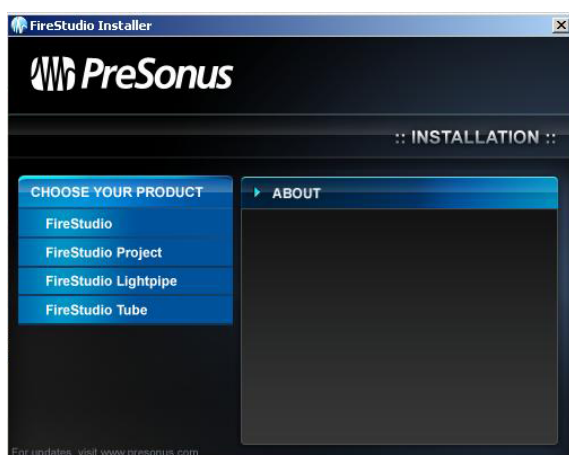 FireStudio Installer
PreSonus
:: INSTALLATION ::
CHOOSE YOUR PRODUCT
FireStudio
FireStudio Project
FireStudio Lightpipe
FireStudio Tube
ABOUT
For updates, visit www.presonus.com